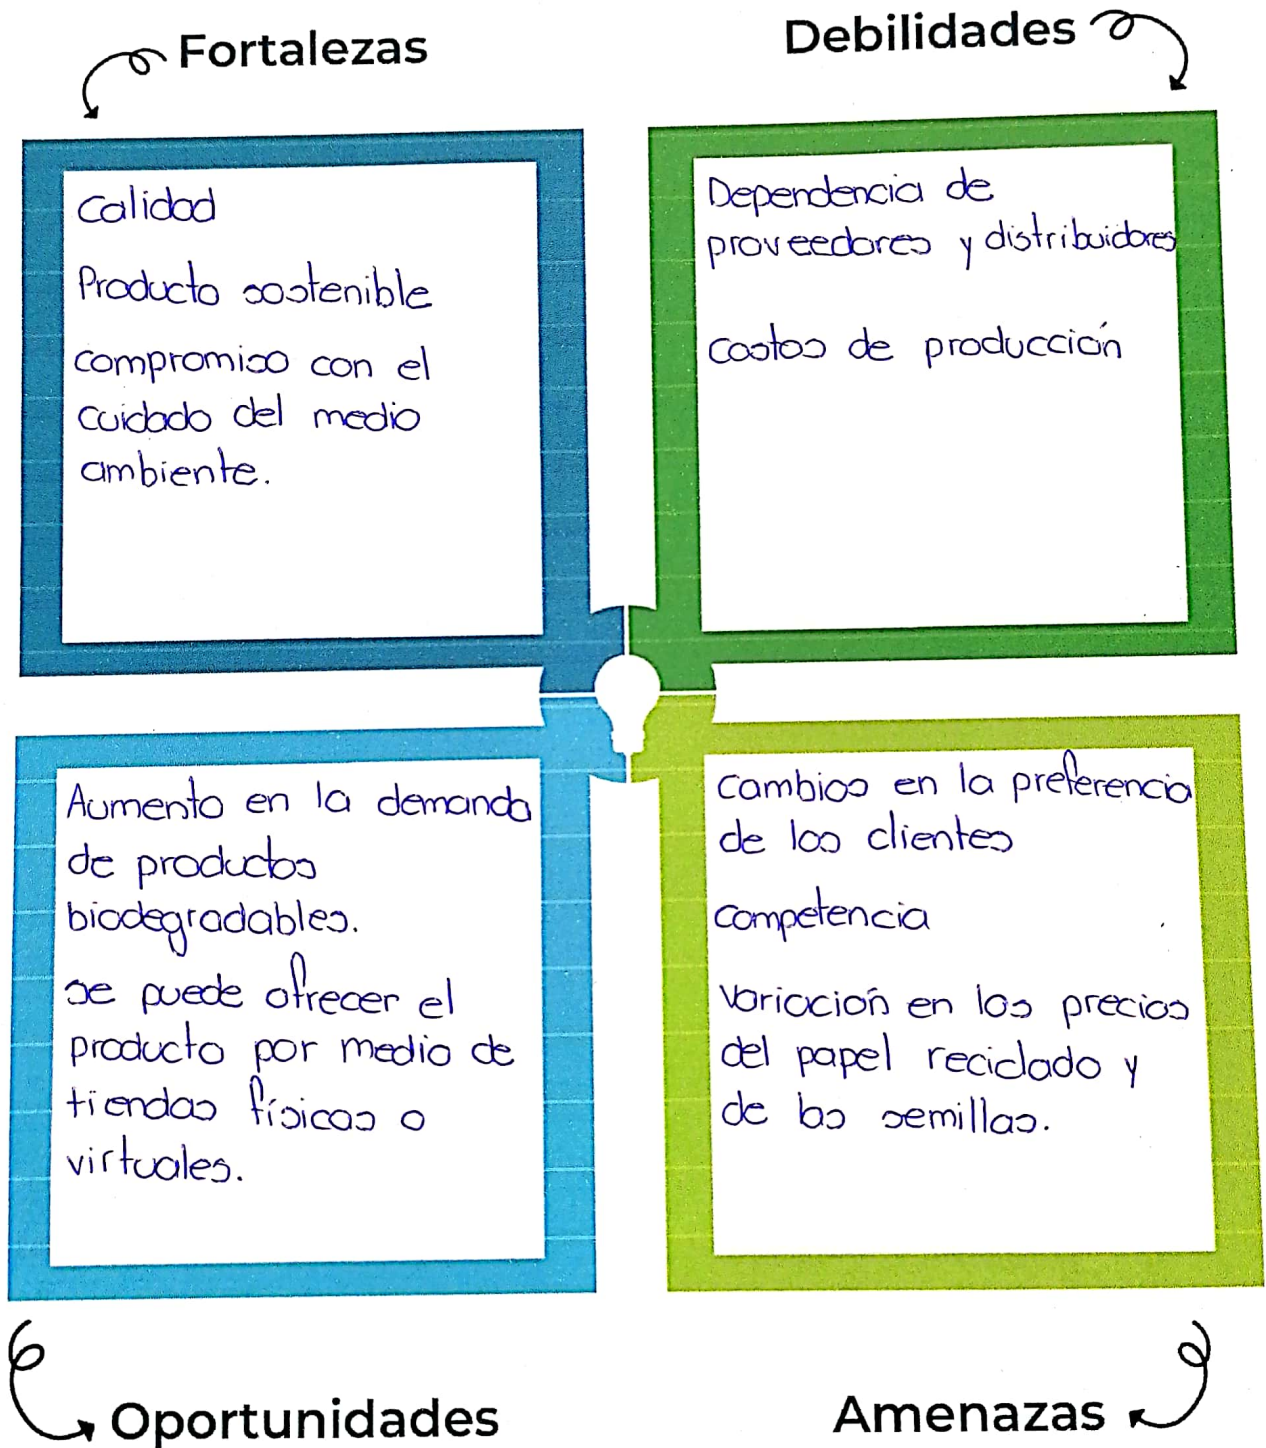 Fortalezas
calidad
Producto sostenible
compromiso con el
cuidado del medio
ambiente.
Debilidades
Dependencia de
proveedores y distribuidores
costos de producción
Aumento en la demanda
de productos
biodegradables.
se puede ofrecer el
producto por medio de
tiendas físicas o
virtuales.
Oportunidades
cambios en la preferencia
de los clientes
competencia
variación en los precios
del papel reciclado y
de las semillas.
Amenazas